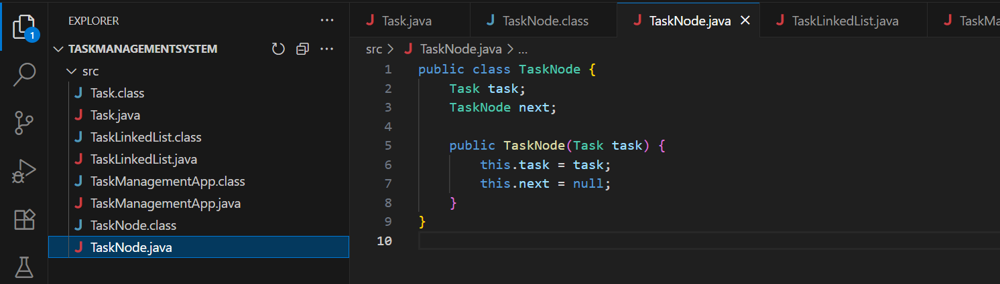 EXPLORER
TASKMANAGEMENTSYSTEM
src
Task.class
Task.java
TaskLinkedList.class
TaskLinkedList.java
TaskManagementApp.class
TaskManagementApp.java
TaskNode.class
TaskNode.java
1
Task.java TaskNode.class TaskNode.java TaskLinkedList.java TaskMa
src > TaskNode.java > ...
1 public class TaskNode {
2     Task task;
3     TaskNode next;
4
5     public TaskNode(Task task) {
6         this.task = task;
7         this.next = null;
8     }
9 }
10